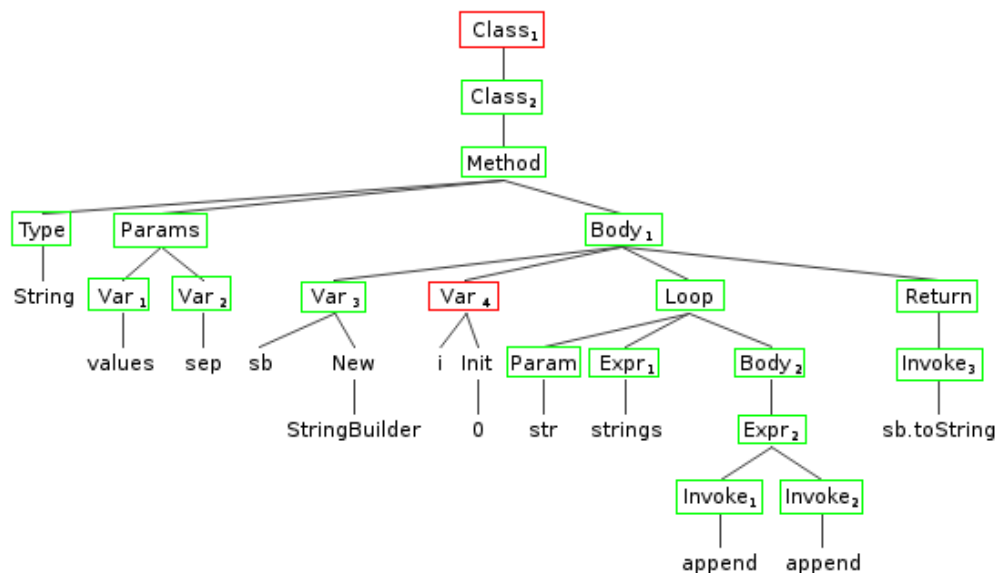 Class₁
Class₂
Method
Type Params Body₁
String Var₁ Var₂ Var₃ Var₄ Loop Return
values sep sb New i Init Param Expr₁ Body₂ Invoke₃
StringBuilder 0 str strings Expr₂ sb.toString
Invoke₁ Invoke₂
append append